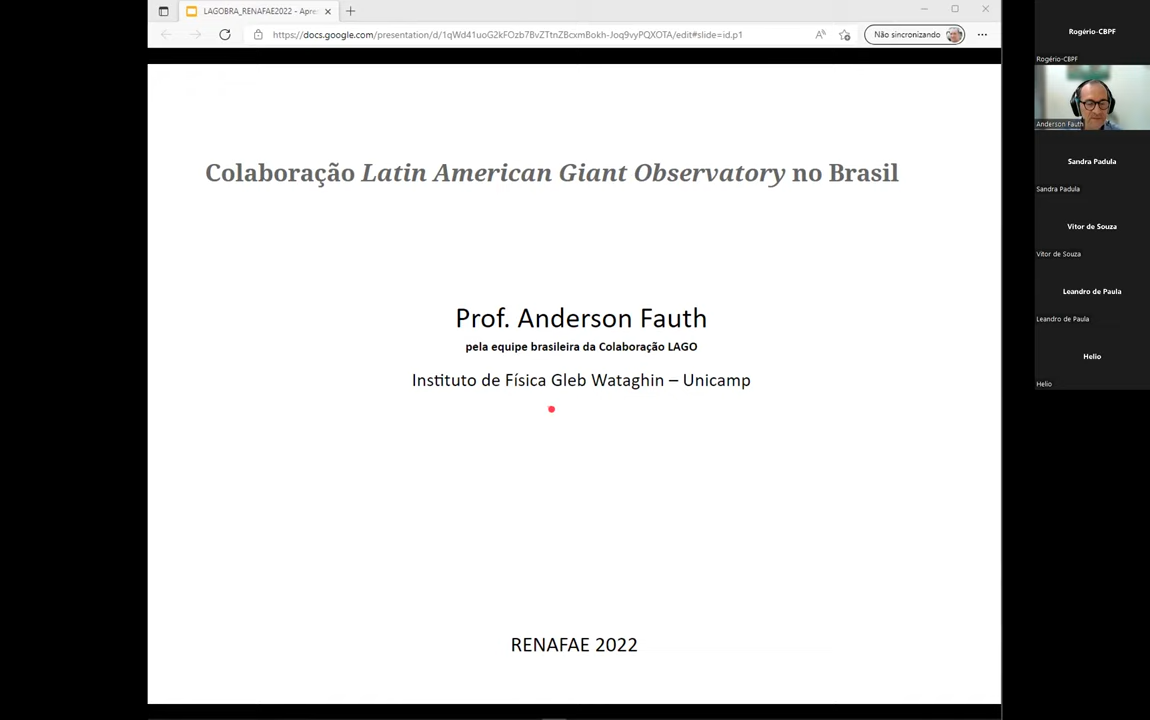 LAGOBRA_RENAFAE2022 - Apre
https://docs.google.com/presentation/d/1qWd41uoG2kFOzb7BvZTtnZBcxmBokh-Joq9vyPQXOTA/edit#slide=id.p1
Não sincronizando
Colaboração Latin American Giant Observatory no Brasil
Prof. Anderson Fauth
pela equipe brasileira da Colaboração LAGO
Instituto de Física Gleb Wataghin – Unicamp
RENAFAE 2022
Rogério-CBPF
Rogério-CBPF
Anderson Fauth
Sandra Padula
Sandra Padula
Vitor de Souza
Vitor de Souza
Leandro de Paula
Leandro de Paula
Helio
Helio